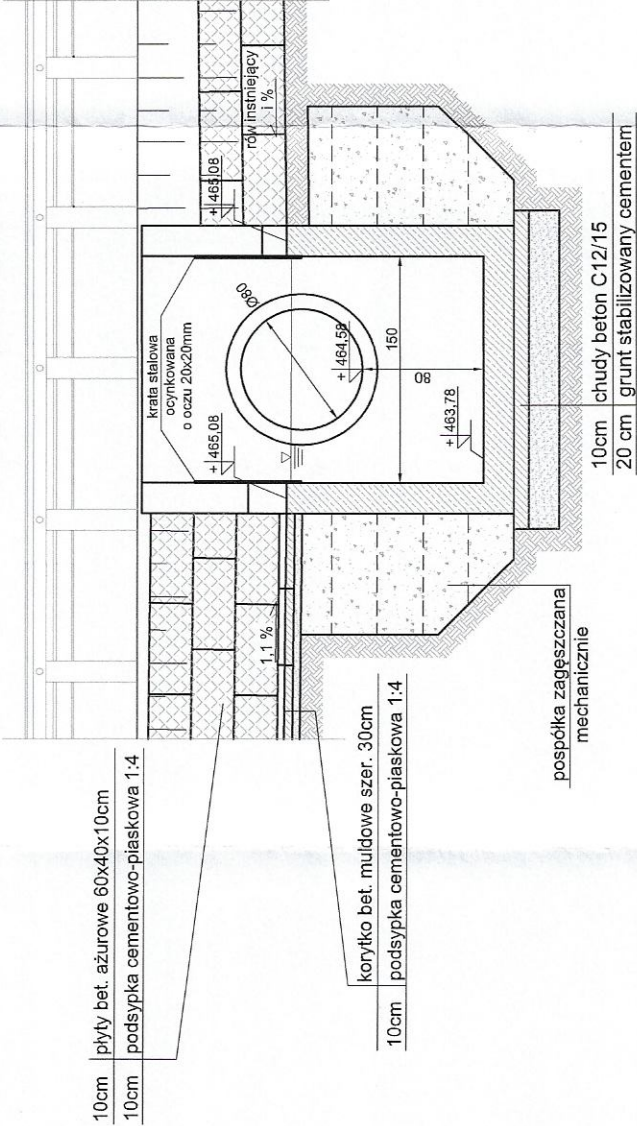 10cm płyty bet. ażurowe 60x40x10cm
10cm podsypka cementowo-piaskowa 1:4
korytko bet. muldowe szer. 30cm
10cm podsypka cementowo-piaskowa 1:4
krata stalowa
ocynkowana
o oczu 20x20mm
rów instniejący
i %
1,1 %
+ 465,08
+ 465,08
Ø80
+ 464,58
150
80
+ 463,78
pospółka zagęszczana
mechanicznie
10cm chudy beton C12/15
20 cm grunt stabilizowany cementem